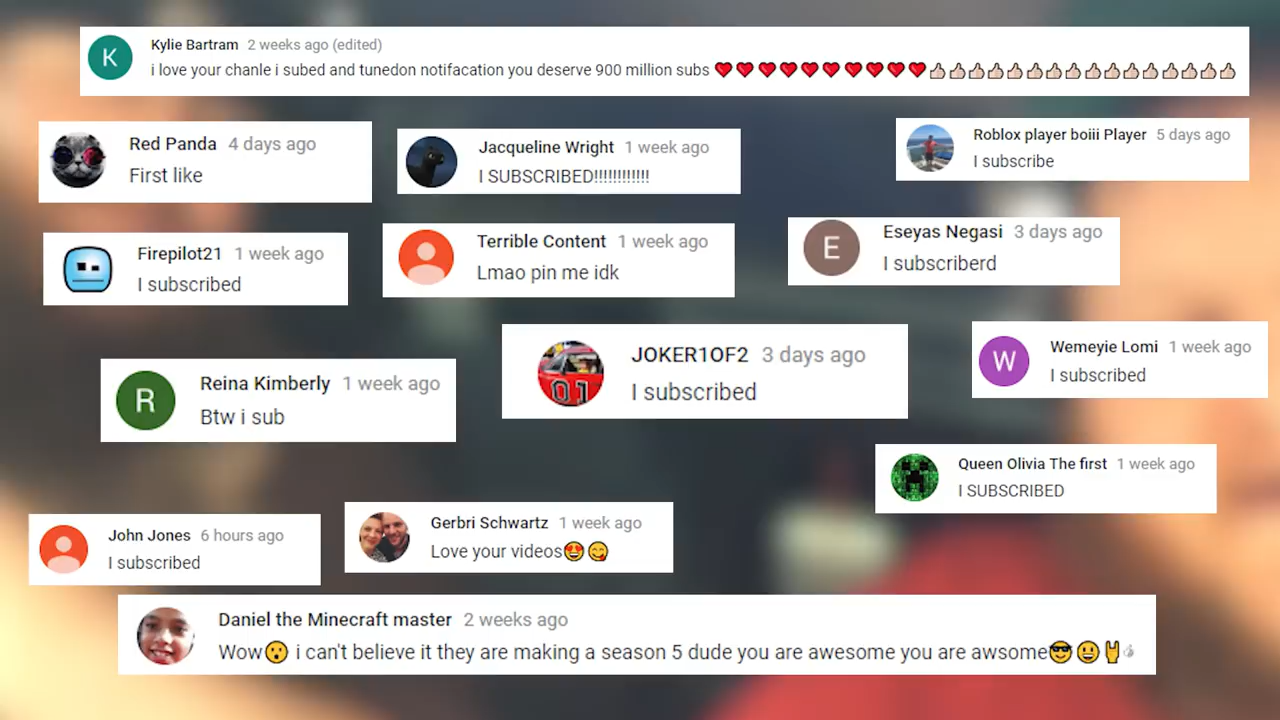 K
Kylie Bartram 2 weeks ago (edited)
i love your chanle i subed and tunedon notifacation you deserve 900 million subs ❤❤❤❤❤❤❤❤❤❤👍🏻👍🏻👍🏻👍🏻👍🏻👍🏻👍🏻👍🏻👍🏻👍🏻👍🏻👍🏻👍🏻👍🏻👍🏻👍🏻
Red Panda 4 days ago
First like
Jacqueline Wright 1 week ago
I SUBSCRIBED!!!!!!!!!!!!
Roblox player boiii Player 5 days ago
I subscribe
Firepilot21 1 week ago
I subscribed
Terrible Content 1 week ago
Lmao pin me idk
E
Eseyas Negasi 3 days ago
I subscriberd
R
Reina Kimberly 1 week ago
Btw i sub
01
JOKER1OF2 3 days ago
I subscribed
W
Wemeyie Lomi 1 week ago
I subscribed
Queen Olivia The first 1 week ago
I SUBSCRIBED
John Jones 6 hours ago
I subscribed
Gerbri Schwartz 1 week ago
Love your videos😍😋
Daniel the Minecraft master 2 weeks ago
Wow😮 i can't believe it they are making a season 5 dude you are awesome you are awsome😎😃🤘